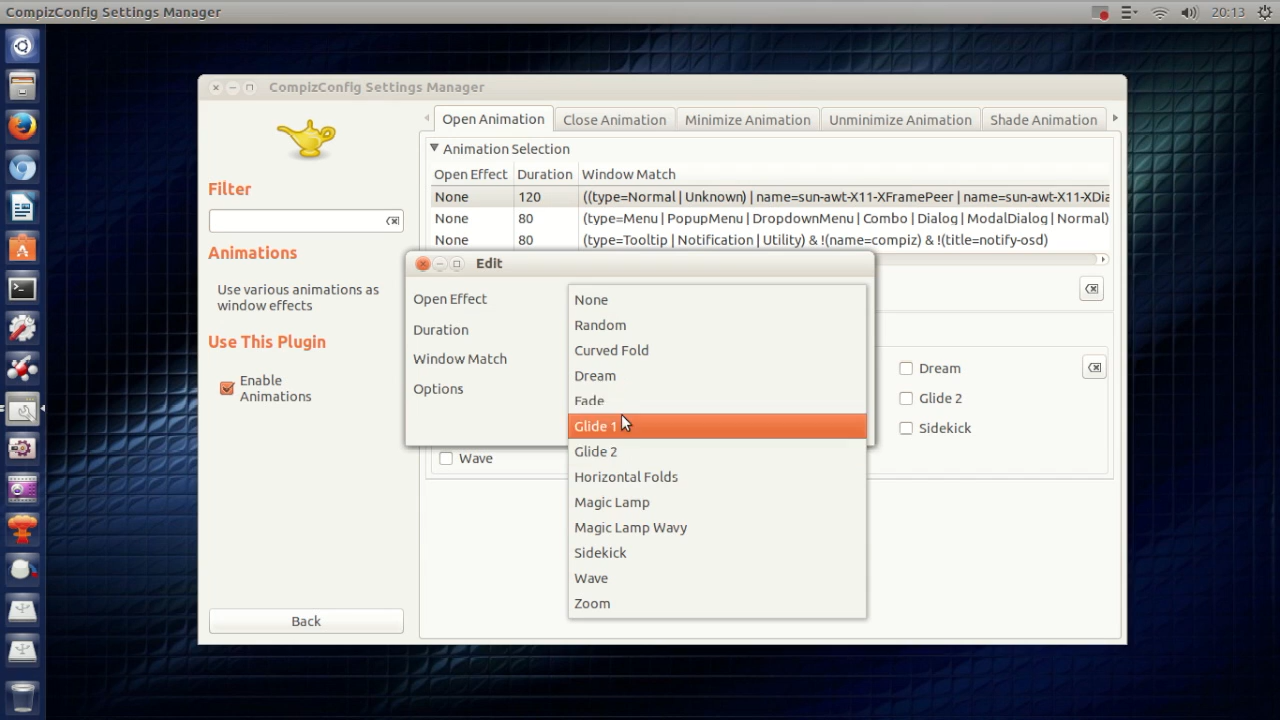 CompizConfig Settings Manager
20:13
CompizConfig Settings Manager
Filter
Animations
Use various animations as
window effects
Use This Plugin
Enable
Animations
Back
Open Animation Close Animation Minimize Animation Unminimize Animation Shade Animation
Animation Selection
Open Effect Duration Window Match
None 120 ((type=Normal | Unknown) | name=sun-awt-X11-XFramePeer | name=sun-awt-X11-XDia
None 80 (type=Menu | PopupMenu | DropdownMenu | Combo | Dialog | ModalDialog | Normal)
None 80 (type=Tooltip | Notification | Utility) & !(name=compiz) & !(title=notify-osd)
Edit
Open Effect
Duration
Window Match
Options
None
Random
Curved Fold
Dream
Fade
Glide 1
Glide 2
Horizontal Folds
Magic Lamp
Magic Lamp Wavy
Sidekick
Wave
Zoom
Dream
Glide 2
Sidekick
Wave